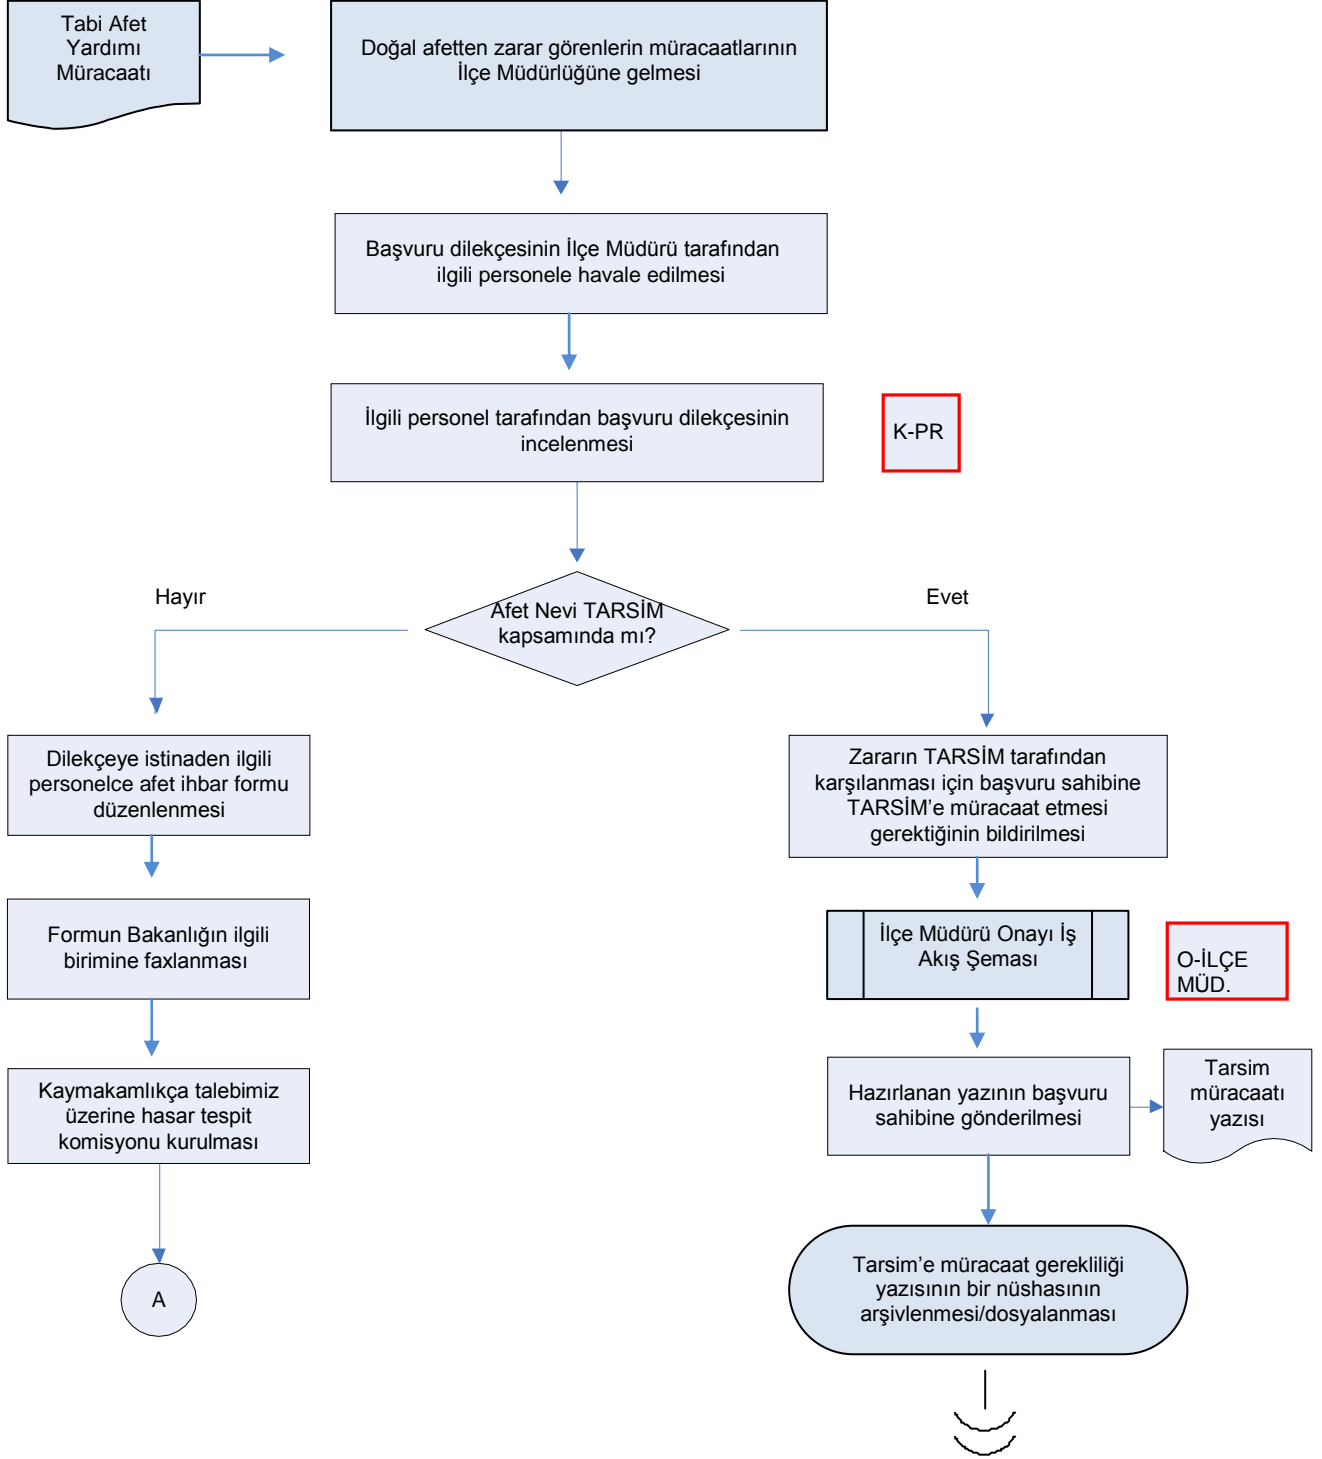 Tabi Afet
Yardımı
Müracaatı
Doğal afetten zarar görenlerin müracaatlarının
İlçe Müdürlüğüne gelmesi
Başvuru dilekçesinin İlçe Müdürü tarafından
ilgili personele havale edilmesi
İlgili personel tarafından başvuru dilekçesinin
incelenmesi
K-PR
Hayır
Afet Nevi TARSİM
kapsamında mı?
Evet
Dilekçeye istinaden ilgili
personelce afet ihbar formu
düzenlenmesi
Zararın TARSİM tarafından
karşılanması için başvuru sahibine
TARSİM’e müracaat etmesi
gerektiğinin bildirilmesi
Formun Bakanlığın ilgili
birimine faxlanması
İlçe Müdürü Onayı İş
Akış Şeması
O-İLÇE
MÜD.
Kaymakamlıkça talebimiz
üzerine hasar tespit
komisyonu kurulması
Hazırlanan yazının başvuru
sahibine gönderilmesi
Tarsim
müracaatı
yazısı
A
Tarsim’e müracaat gerekliliği
yazısının bir nüshasının
arşivlenmesi/dosyalanması